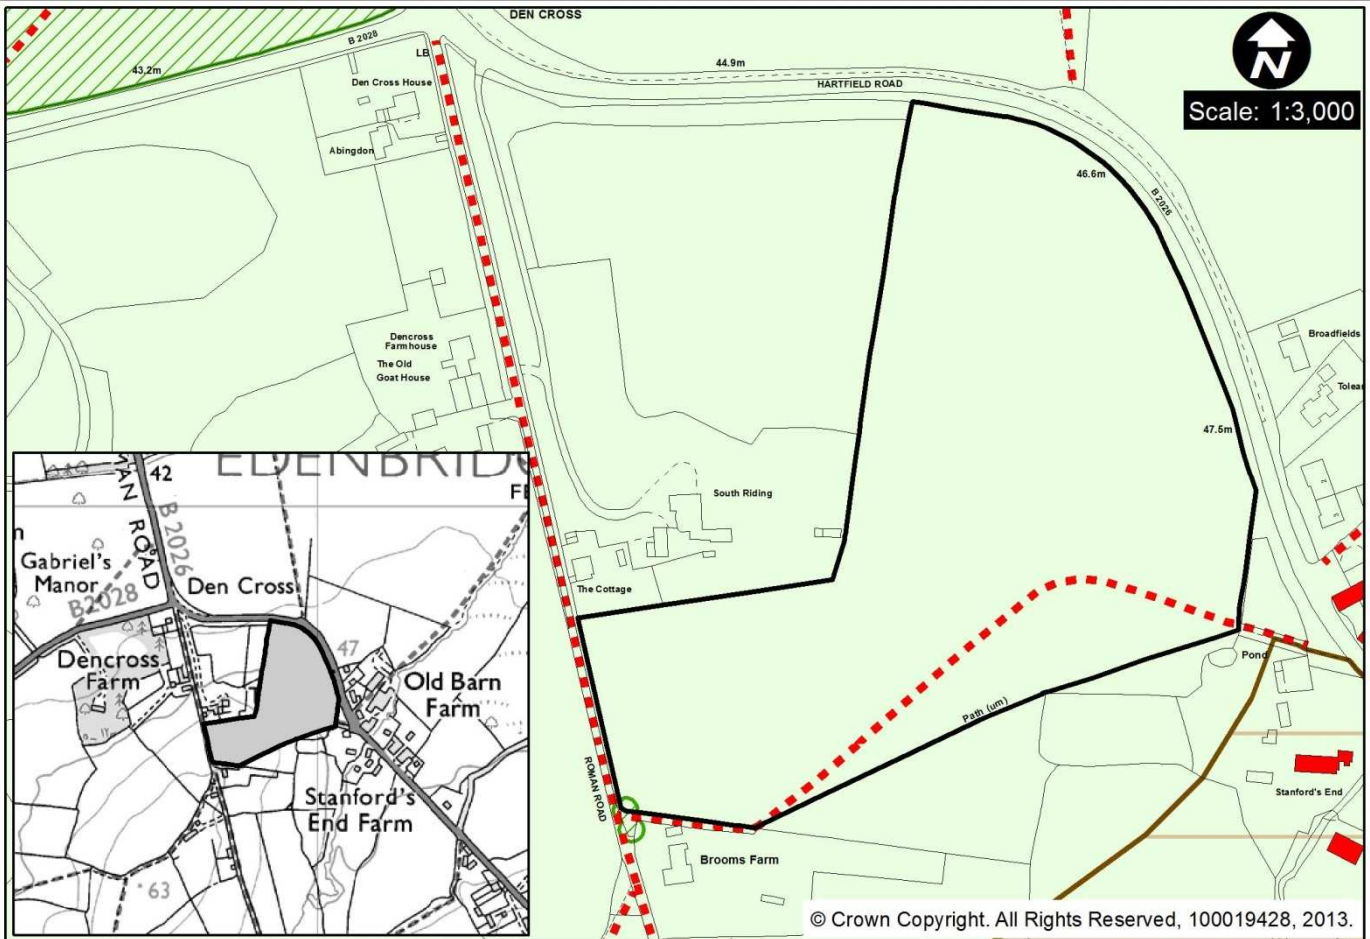 DEN CROSS
B 2028
LB
43.2m
44.9m
Den Cross House
HARTFIELD ROAD
N
Scale: 1:3,000
Abingdon
46.6m
B 2026
Dencross
Farmhouse
The Old
Goat House
Broadfields
47.5m
2
3
South Riding
The Cottage
Pond
Path (um)
ROMAN ROAD
Stanford's End
Brooms Farm
© Crown Copyright. All Rights Reserved, 100019428, 2013.
42
ROAD
B 2026
Gabriel's
Manor
B2028
Den Cross
47
Dencross
Farm
Old Barn
Farm
Stanford's
End Farm
63